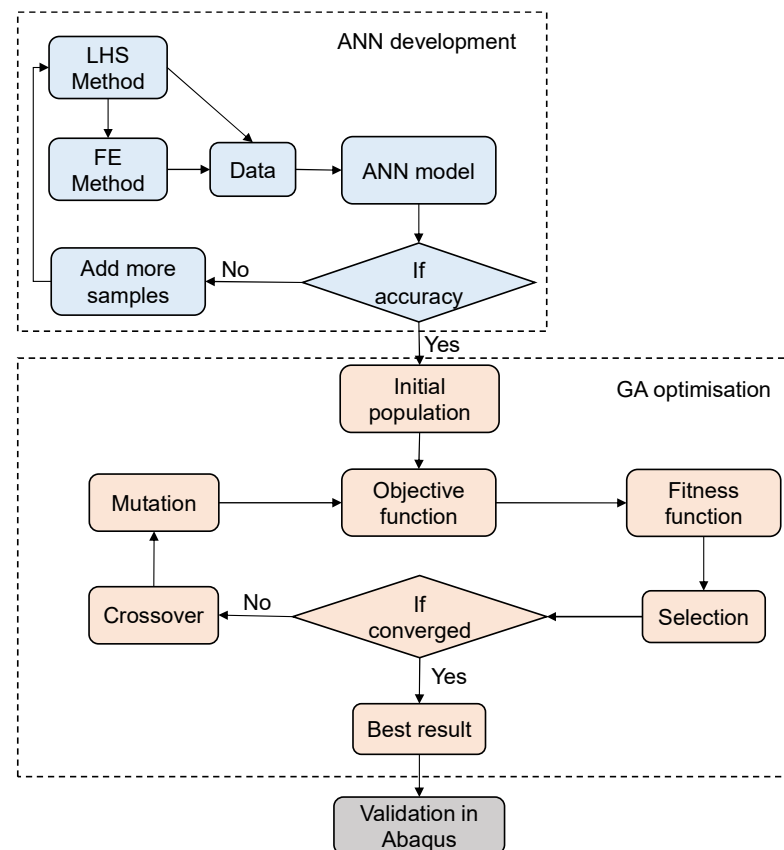 ANN development
LHS
Method
FE
Method
Data
ANN model
Add more
samples
No
If
accuracy
Yes
Initial
population
GA optimisation
Mutation
Objective
function
Fitness
function
Crossover
No
If
converged
Selection
Yes
Best result
Validation in
Abaqus